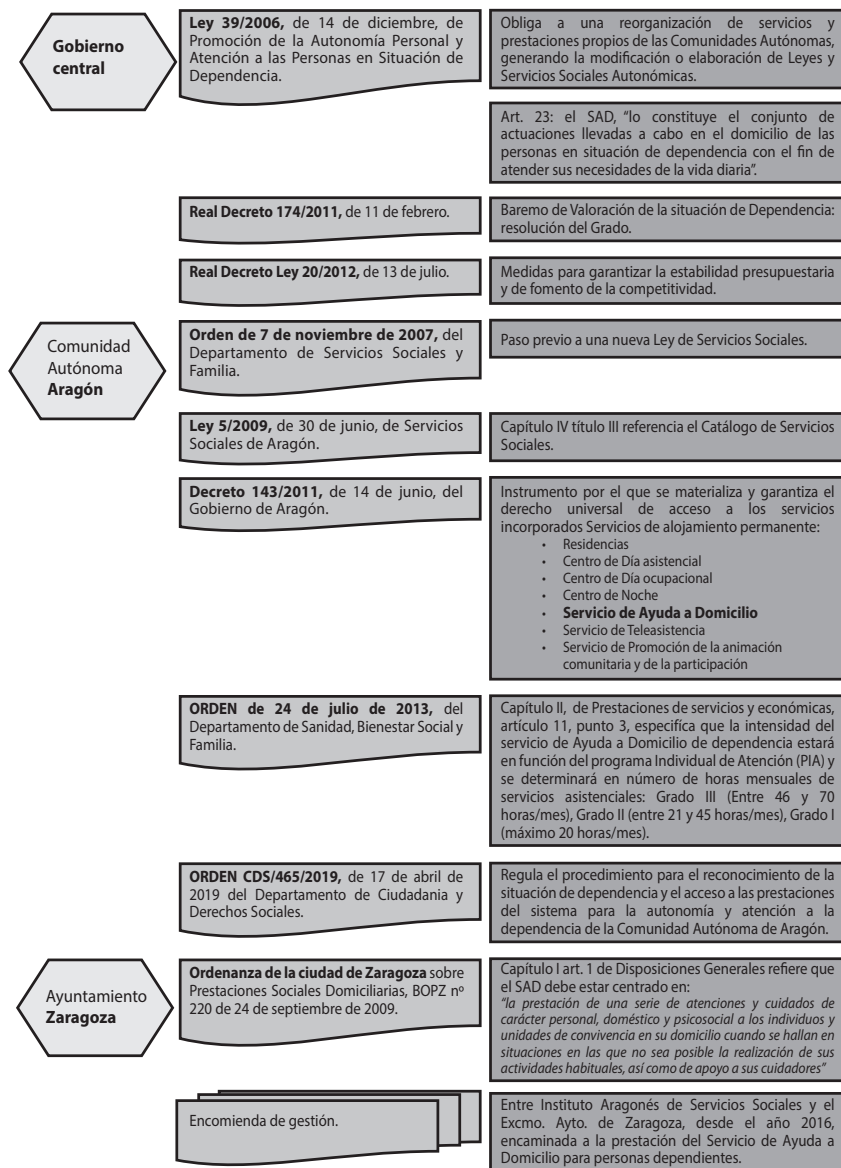 Gobierno
central
Ley 39/2006, de 14 de diciembre, de
Promoción de la Autonomía Personal y
Atención a las Personas en Situación de
Dependencia.
Obliga a una reorganización de servicios y
prestaciones propios de las Comunidades Autónomas,
generando la modificación o elaboración de Leyes y
Servicios Sociales Autonómicas.
Art. 23: el SAD, “lo constituye el conjunto de
actuaciones llevadas a cabo en el domicilio de las
personas en situación de dependencia con el fin de
atender sus necesidades de la vida diaria”.
Real Decreto 174/2011, de 11 de febrero.
Baremo de Valoración de la situación de Dependencia:
resolución del Grado.
Real Decreto Ley 20/2012, de 13 de julio.
Medidas para garantizar la estabilidad presupuestaria
y de fomento de la competitividad.
Comunidad
Autónoma
Aragón
Orden de 7 de noviembre de 2007, del
Departamento de Servicios Sociales y
Familia.
Paso previo a una nueva Ley de Servicios Sociales.
Ley 5/2009, de 30 de junio, de Servicios
Sociales de Aragón.
Capítulo IV título III referencia el Catálogo de Servicios
Sociales.
Decreto 143/2011, de 14 de junio, del
Gobierno de Aragón.
Instrumento por el que se materializa y garantiza el
derecho universal de acceso a los servicios
incorporados Servicios de alojamiento permanente:
• Residencias
• Centro de Día asistencial
• Centro de Día ocupacional
• Centro de Noche
• Servicio de Ayuda a Domicilio
• Servicio de Teleasistencia
• Servicio de Promoción de la animación
comunitaria y de la participación
ORDEN de 24 de julio de 2013, del
Departamento de Sanidad, Bienestar Social y
Familia.
Capítulo II, de Prestaciones de servicios y económicas,
artículo 11, punto 3, especifíca que la intensidad del
servicio de Ayuda a Domicilio de dependencia estará
en función del programa Individual de Atención (PIA) y
se determinará en número de horas mensuales de
servicios asistenciales: Grado III (Entre 46 y 70
horas/mes), Grado II (entre 21 y 45 horas/mes), Grado I
(máximo 20 horas/mes).
ORDEN CDS/465/2019, de 17 de abril de
2019 del Departamento de Ciudadania y
Derechos Sociales.
Regula el procedimiento para el reconocimiento de la
situación de dependencia y el acceso a las prestaciones
del sistema para la autonomía y atención a la
dependencia de la Comunidad Autónoma de Aragón.
Ayuntamiento
Zaragoza
Ordenanza de la ciudad de Zaragoza sobre
Prestaciones Sociales Domiciliarias, BOPZ nº
220 de 24 de septiembre de 2009.
Capítulo I art. 1 de Disposiciones Generales refiere que
el SAD debe estar centrado en:
“la prestación de una serie de atenciones y cuidados de
carácter personal, doméstico y psicosocial a los individuos y
unidades de convivencia en su domicilio cuando se hallan en
situaciones en las que no sea posible la realización de sus
actividades habituales, así como de apoyo a sus cuidadores”
Encomienda de gestión.
Entre Instituto Aragonés de Servicios Sociales y el
Excmo. Ayto. de Zaragoza, desde el año 2016,
encaminada a la prestación del Servicio de Ayuda a
Domicilio para personas dependientes.